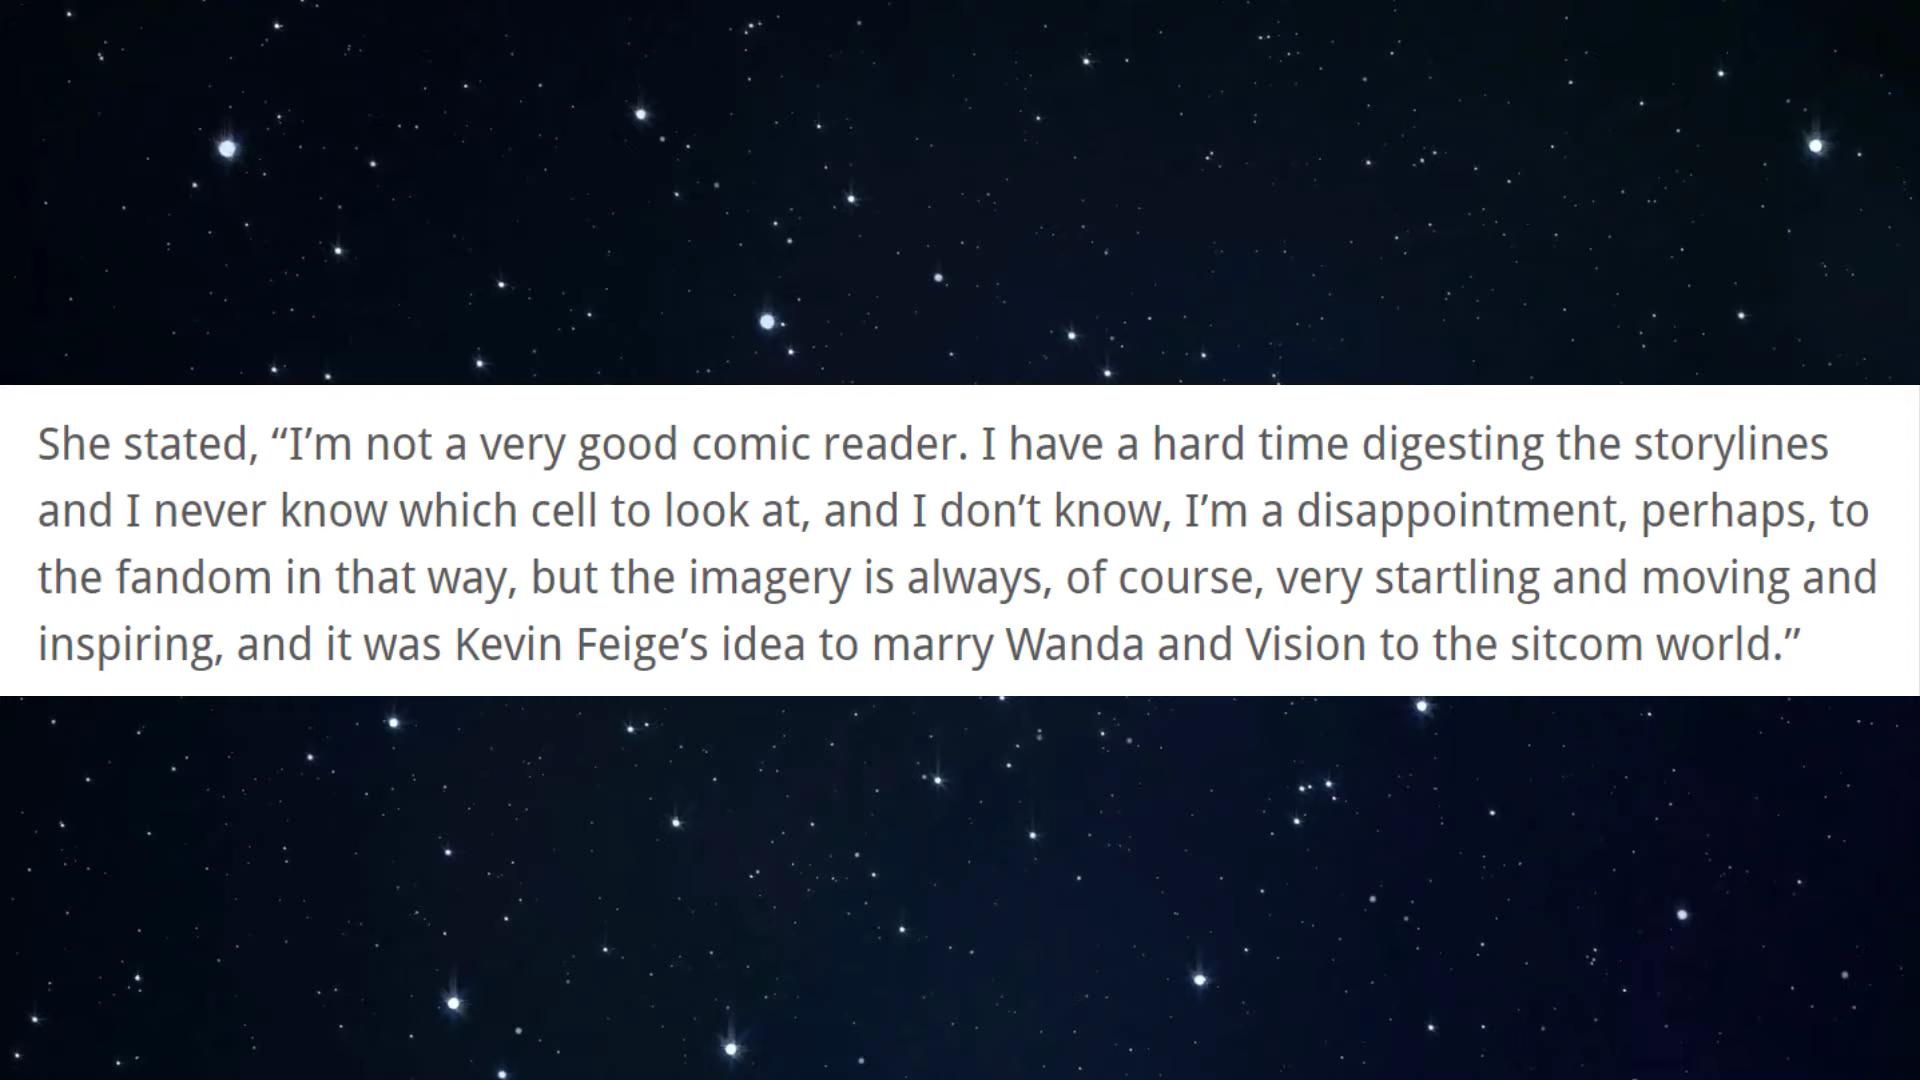 She stated, “I’m not a very good comic reader. I have a hard time digesting the storylines
and I never know which cell to look at, and I don’t know, I’m a disappointment, perhaps, to
the fandom in that way, but the imagery is always, of course, very startling and moving and
inspiring, and it was Kevin Feige’s idea to marry Wanda and Vision to the sitcom world.”